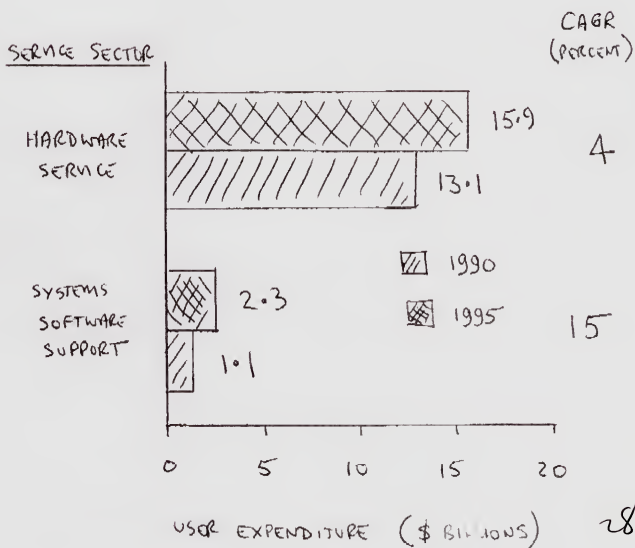 CAGR
(PERCENT)
SERVICE SECTOR
HARDWARE
SERVICE
15.9
13.1
4
SYSTEMS
SOFTWARE
SUPPORT
2.3
1.1
1990
1995
15
0 5 10 15 20
USER EXPENDITURE ($ BILLIONS)
28